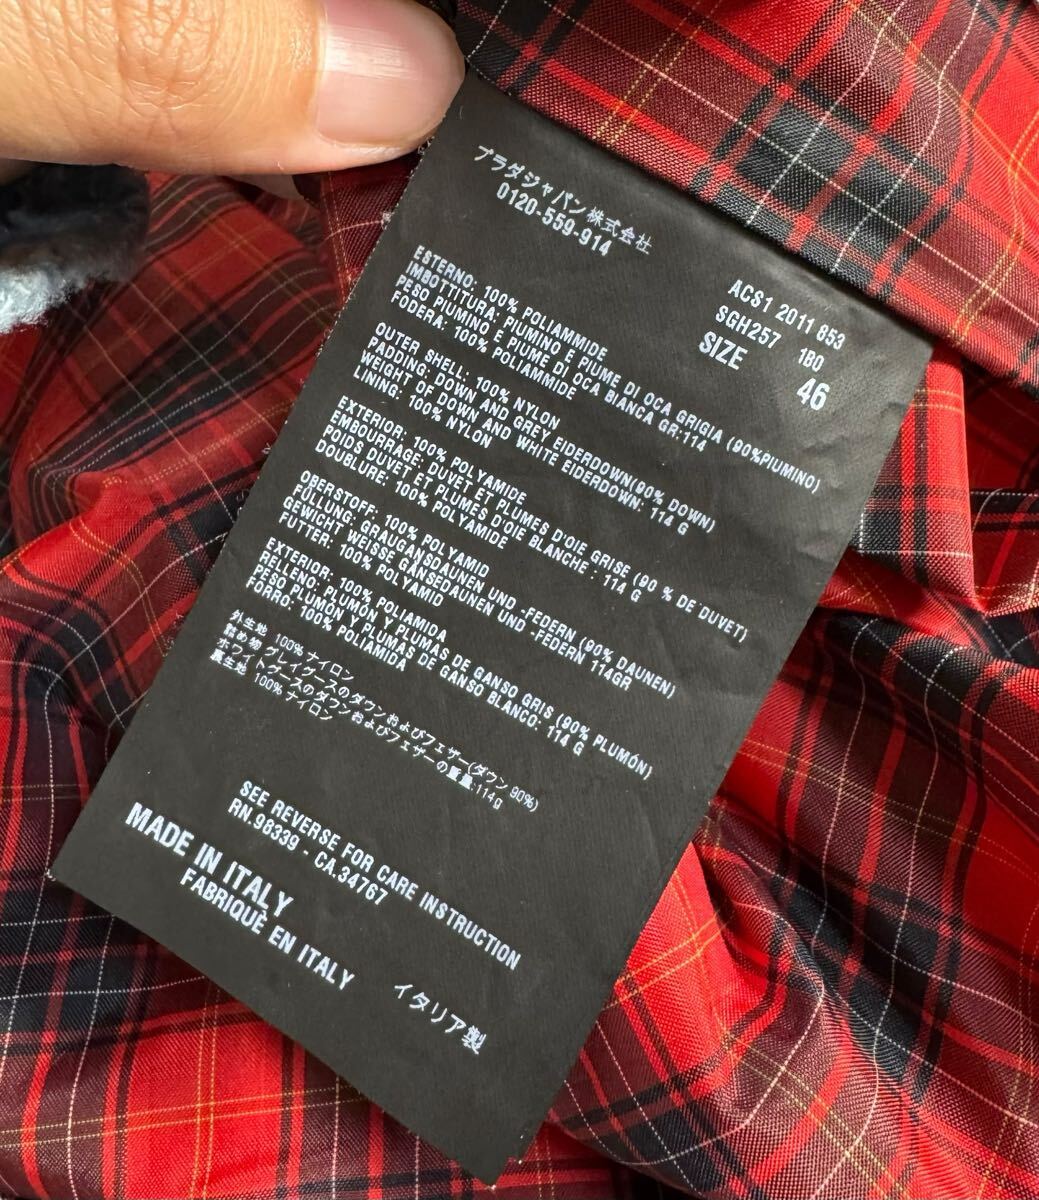 プラダジャパン株式会社
0120-559-914
ACS1 2011 853
SGH257 180
SIZE 46
ESTERNO: 100% POLIAMMIDE
IMBOTTITURA: PIUMINO E PIUME DI OCA GRIGIA (90%PIUMINO)
PESO PIUMINO E PIUME DI OCA BIANCA GR:114
FODERA: 100% POLIAMMIDE
OUTER SHELL: 100% NYLON
PADDING: DOWN AND GREY EIDERDOWN(90% DOWN)
WEIGHT OF DOWN AND WHITE EIDERDOWN: 114 G
LINING: 100% NYLON
EXTERIOR: 100% POLYAMIDE
EMBOURRAGE: DUVET ET PLUMES D'OIE GRISE (90 % DE DUVET)
POIDS DUVET ET PLUMES D'OIE BLANCHE : 114 G
DOUBLURE: 100% POLYAMIDE
OBERSTOFF: 100% POLYAMID
FÜLLUNG: GRAUGANSDAUNEN UND -FEDERN (90% DAUNEN)
GEWICHT WEISSE GÄNSEDAUNEN UND -FEDERN 114GR
FUTTER: 100% POLYAMID
EXTERIOR: 100% POLIAMIDA
RELLENO: PLUMÓN Y PLUMAS DE GANSO GRIS (90% PLUMÓN)
PESO PLUMÓN Y PLUMAS DE GANSO BLANCO: 114 G
FORRO: 100% POLIAMIDA
外生地 100% ナイロン
詰め物 グレイグースのダウンおよびフェザー(ダウン 90%)
ホワイトグースのダウンおよびフェザーの重量:114g
裏生地 100% ナイロン
SEE REVERSE FOR CARE INSTRUCTION
RN.98339 - CA.34767
MADE IN ITALY
FABRIQUÈ EN ITALY
イタリア製